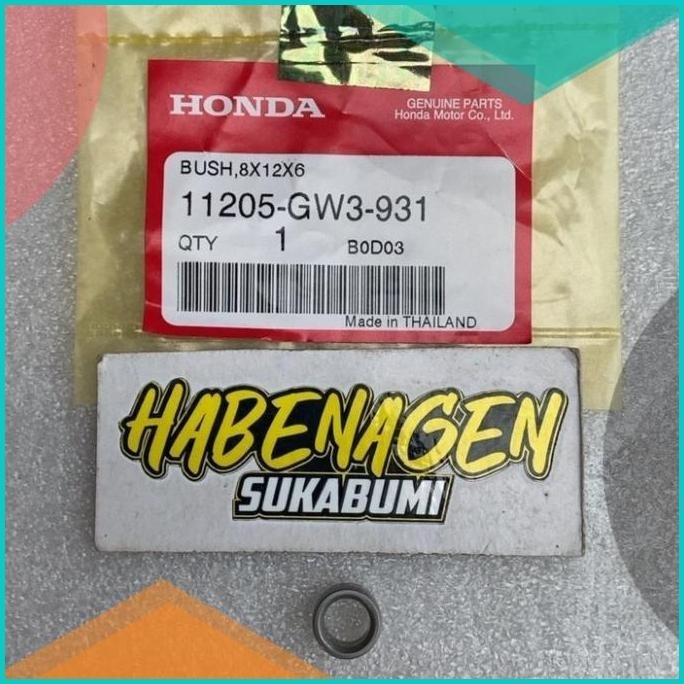 HONDA
GENUINE PARTS
Honda Motor Co., Ltd.
BUSH,8X12X6
11205-GW3-931
QTY 1 B0D03
Made in THAILAND
HABENAGEN
SUKABUMI